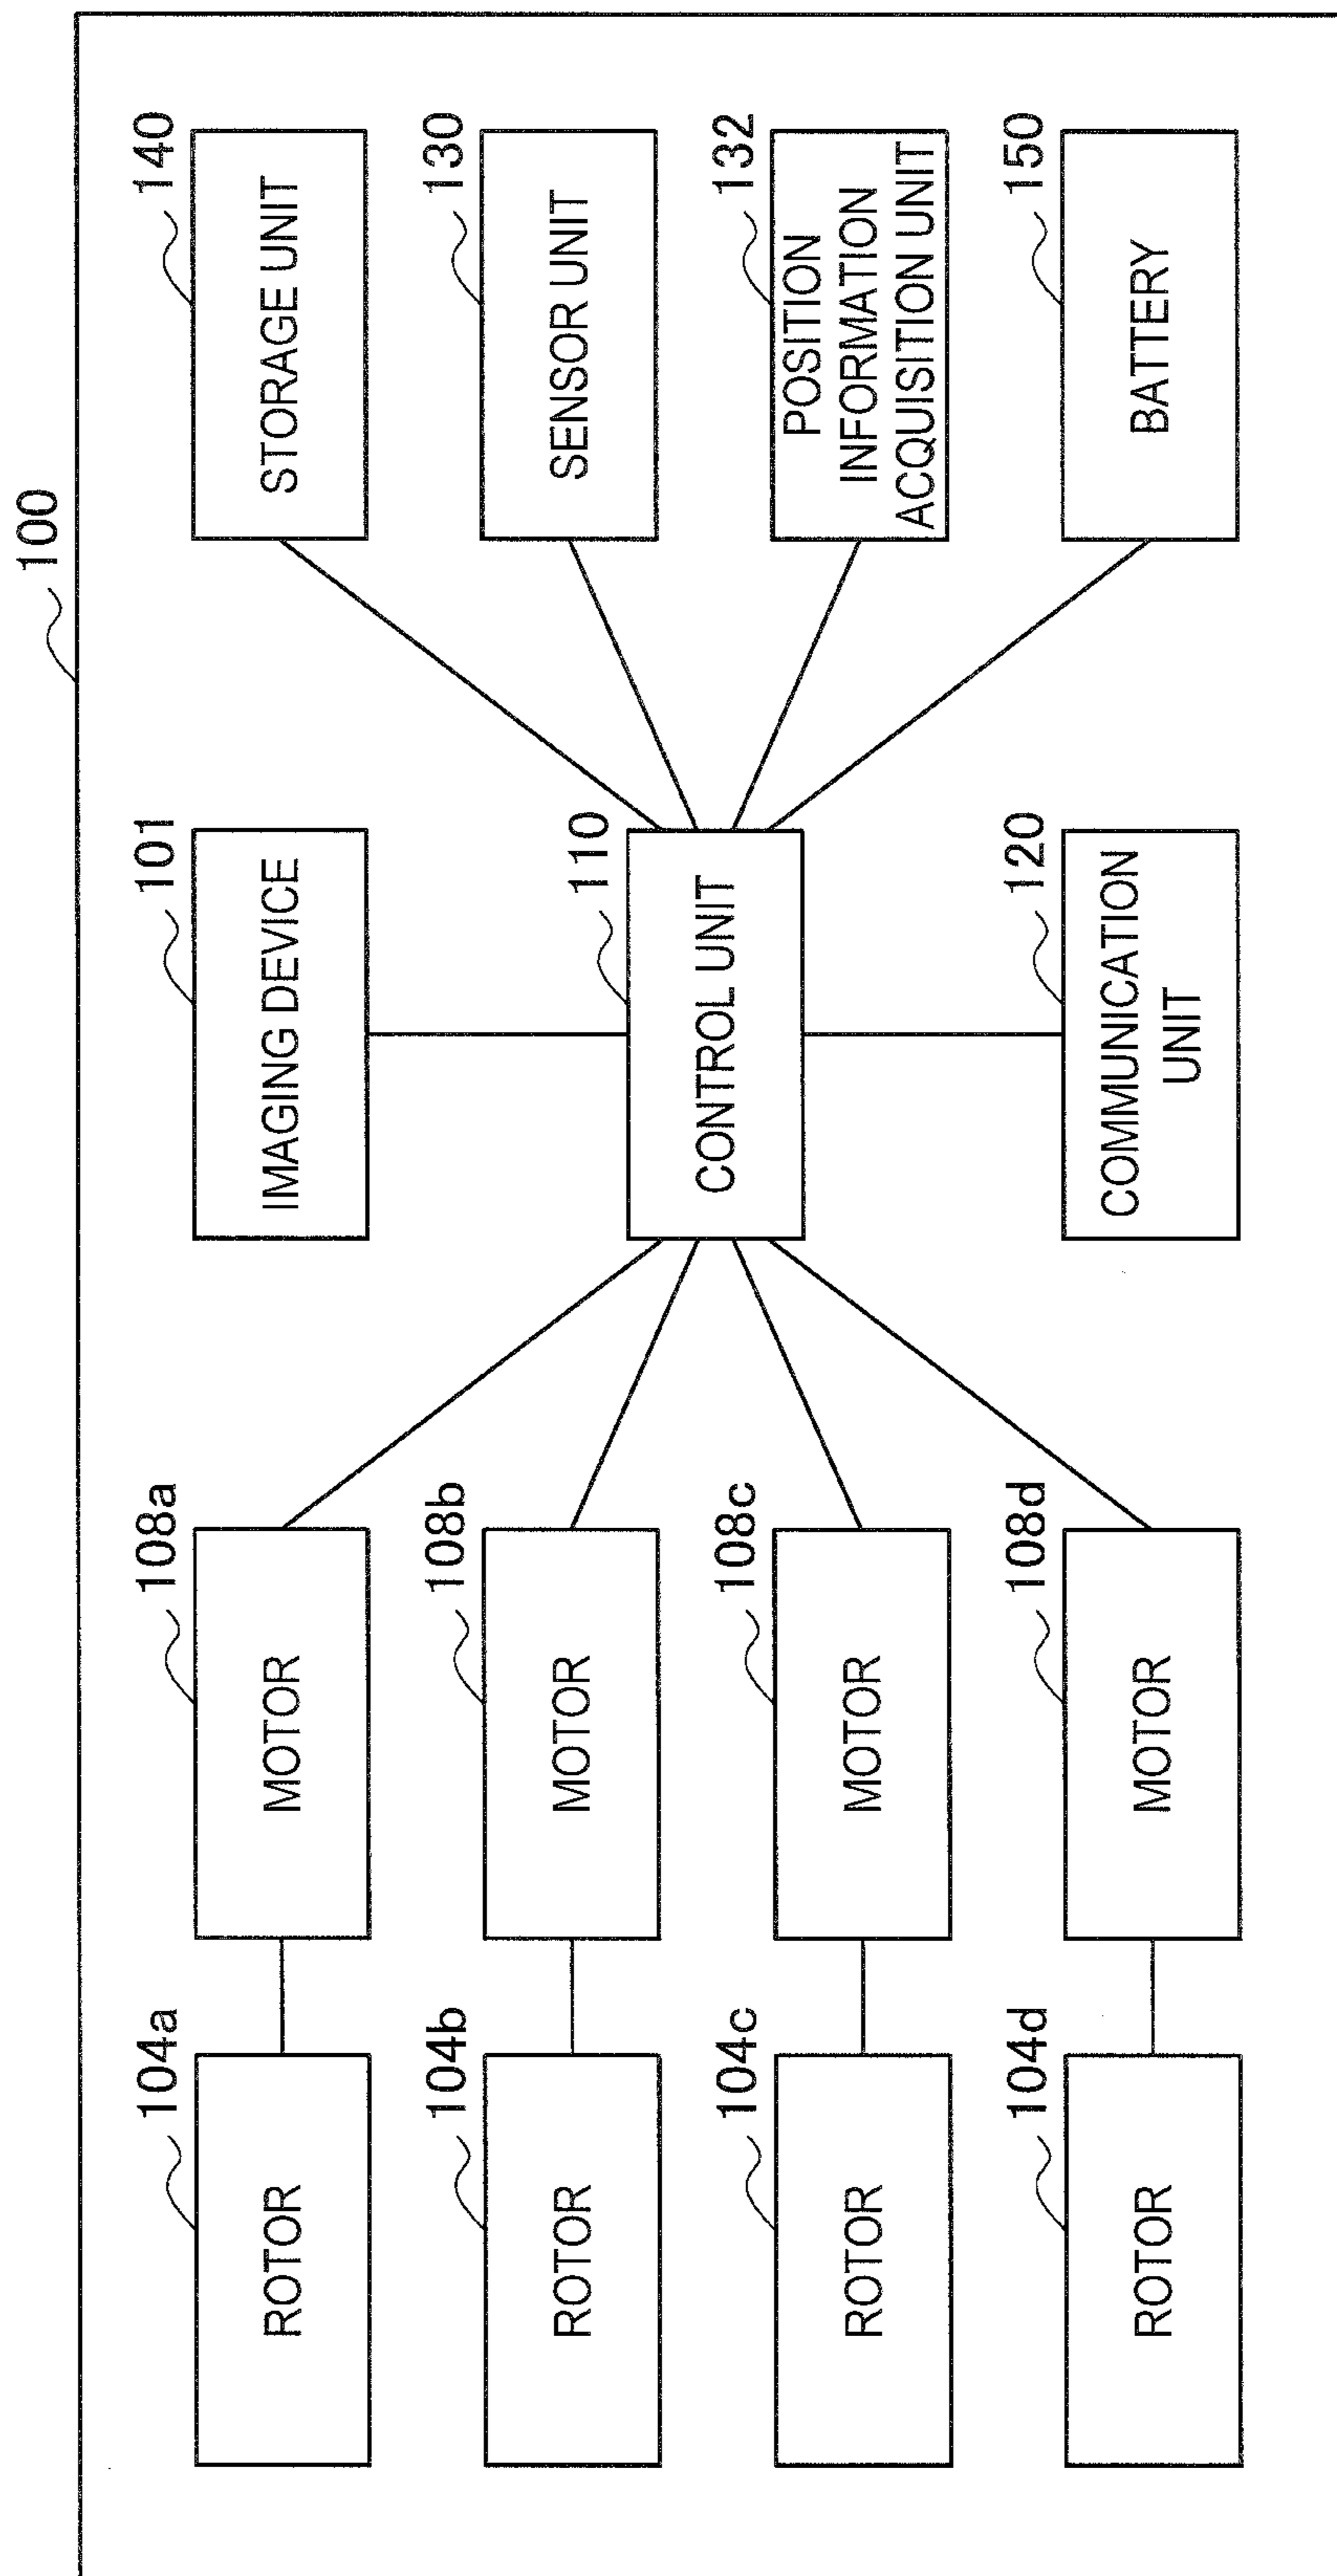 100
104a
ROTOR
108a
MOTOR
101
IMAGING DEVICE
140
STORAGE UNIT
104b
ROTOR
108b
MOTOR
130
SENSOR UNIT
110
CONTROL UNIT
104c
ROTOR
108c
MOTOR
132
POSITION
INFORMATION
ACQUISITION UNIT
104d
ROTOR
108d
MOTOR
120
COMMUNICATION
UNIT
150
BATTERY